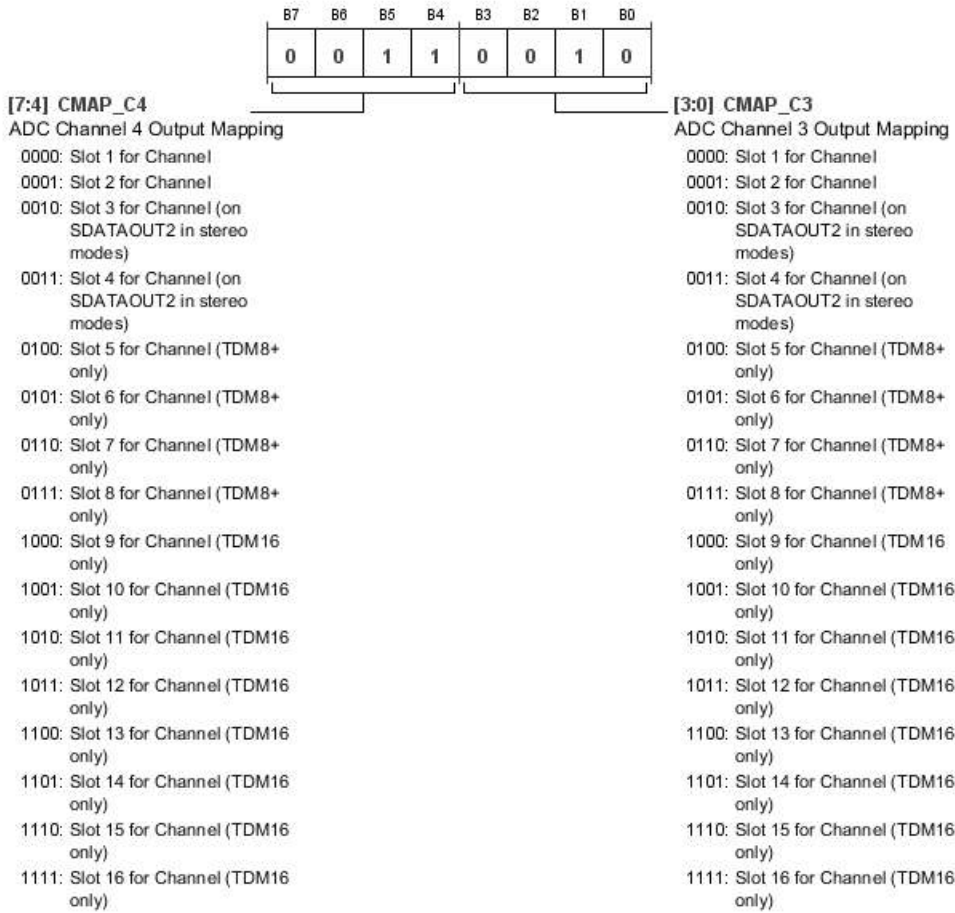 B7 B6 B5 B4 B3 B2 B1 B0
0 0 1 1 0 0 1 0
[7:4] CMAP_C4
ADC Channel 4 Output Mapping
0000: Slot 1 for Channel
0001: Slot 2 for Channel
0010: Slot 3 for Channel (on
SDATAOUT2 in stereo
modes)
0011: Slot 4 for Channel (on
SDATAOUT2 in stereo
modes)
0100: Slot 5 for Channel (TDM8+
only)
0101: Slot 6 for Channel (TDM8+
only)
0110: Slot 7 for Channel (TDM8+
only)
0111: Slot 8 for Channel (TDM8+
only)
1000: Slot 9 for Channel (TDM16
only)
1001: Slot 10 for Channel (TDM16
only)
1010: Slot 11 for Channel (TDM16
only)
1011: Slot 12 for Channel (TDM16
only)
1100: Slot 13 for Channel (TDM16
only)
1101: Slot 14 for Channel (TDM16
only)
1110: Slot 15 for Channel (TDM16
only)
1111: Slot 16 for Channel (TDM16
only)
[3:0] CMAP_C3
ADC Channel 3 Output Mapping
0000: Slot 1 for Channel
0001: Slot 2 for Channel
0010: Slot 3 for Channel (on
SDATAOUT2 in stereo
modes)
0011: Slot 4 for Channel (on
SDATAOUT2 in stereo
modes)
0100: Slot 5 for Channel (TDM8+
only)
0101: Slot 6 for Channel (TDM8+
only)
0110: Slot 7 for Channel (TDM8+
only)
0111: Slot 8 for Channel (TDM8+
only)
1000: Slot 9 for Channel (TDM16
only)
1001: Slot 10 for Channel (TDM16
only)
1010: Slot 11 for Channel (TDM16
only)
1011: Slot 12 for Channel (TDM16
only)
1100: Slot 13 for Channel (TDM16
only)
1101: Slot 14 for Channel (TDM16
only)
1110: Slot 15 for Channel (TDM16
only)
1111: Slot 16 for Channel (TDM16
only)